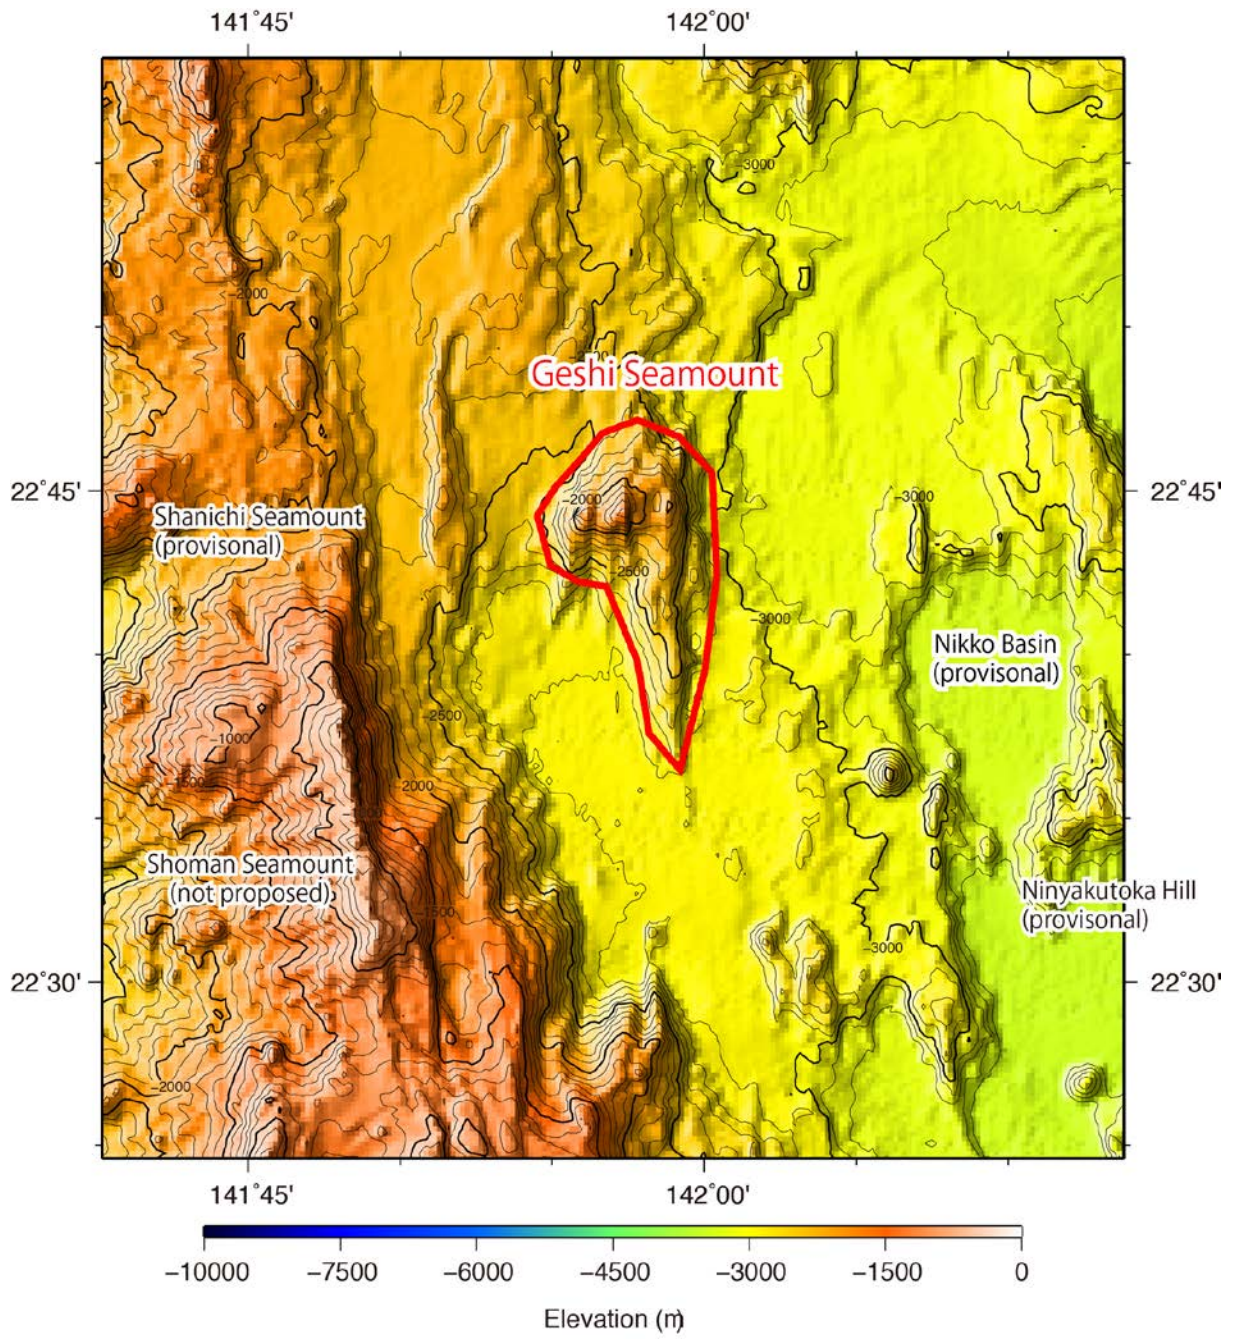 141°45' 142°00'
-3000
-2000
Geshi Seamount
22°45' 22°45'
-2000
-3000
Shanichi Seamount
(provisonal)
-2500
-3000
Nikko Basin
(provisonal)
-2500
-1000
-2000
Shoman Seamount
(not proposed)
Ninyakutoka Hill
(provisonal)
-1500
-3000
22°30' 22°30'
-2000
141°45' 142°00'
-10000 -7500 -6000 -4500 -3000 -1500 0
Elevation (m)